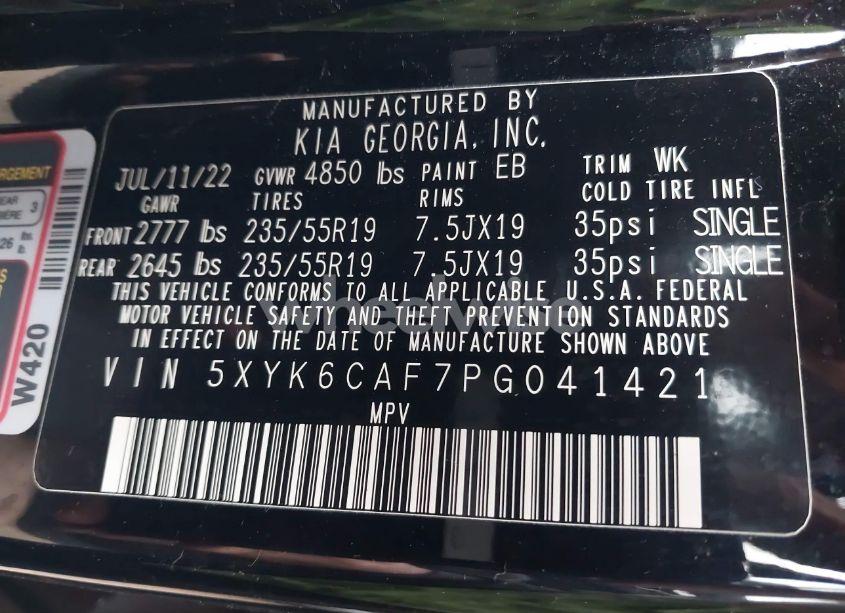 MANUFACTURED BY
KIA GEORGIA, INC.
JUL/11/22 GVWR 4850 lbs PAINT EB TRIM WK
GAWR TIRES RIMS COLD TIRE INFL
FRONT 2777 lbs 235/55R19 7.5JX19 35psi SINGLE
REAR 2645 lbs 235/55R19 7.5JX19 35psi SINGLE
THIS VEHICLE CONFORMS TO ALL APPLICABLE U.S.A. FEDERAL
MOTOR VEHICLE SAFETY AND THEFT PREVENTION STANDARDS
IN EFFECT ON THE DATE OF MANUFACTURE SHOWN ABOVE
VIN 5XYK6CAF7PG041421
MPV
3
26 lbs.
W420